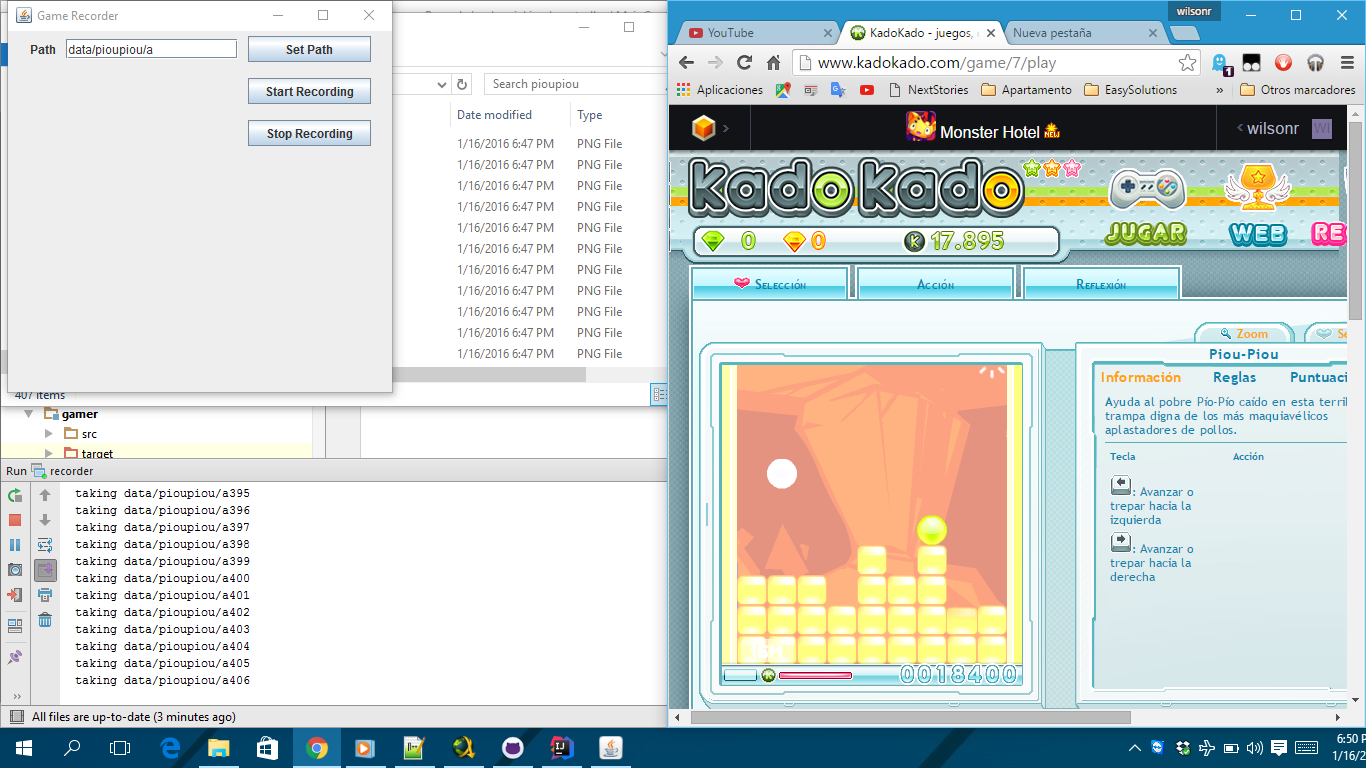 Game Recorder
Path
data/pioupiou/a
Set Path
Start Recording
Stop Recording
Search pioupiou
Date modified
Type
1/16/2016 6:47 PM PNG File
1/16/2016 6:47 PM PNG File
1/16/2016 6:47 PM PNG File
1/16/2016 6:47 PM PNG File
1/16/2016 6:47 PM PNG File
1/16/2016 6:47 PM PNG File
1/16/2016 6:47 PM PNG File
1/16/2016 6:47 PM PNG File
1/16/2016 6:47 PM PNG File
1/16/2016 6:47 PM PNG File
1/16/2016 6:47 PM PNG File
407 items
gamer
src
target
Run recorder
taking data/pioupiou/a395
taking data/pioupiou/a396
taking data/pioupiou/a397
taking data/pioupiou/a398
taking data/pioupiou/a399
taking data/pioupiou/a400
taking data/pioupiou/a401
taking data/pioupiou/a402
taking data/pioupiou/a403
taking data/pioupiou/a404
taking data/pioupiou/a405
taking data/pioupiou/a406
All files are up-to-date (3 minutes ago)
wilsonr
YouTube
KadoKado - juegos,
Nueva pestaña
www.kadokado.com/game/7/play
1
Aplicaciones
NextStories
Apartamento
EasySolutions
»
Otros marcadores
Monster Hotel NEW
wilsonr
WI
KadoKado
0
0
K 17.895
JUGAR
WEB
RE
Selección
Acción
Reflexión
Zoom
Se
Piou-Piou
Información
Reglas
Puntuaci
Ayuda al pobre Pío-Pío caído en esta terrib
trampa digna de los más maquiavélicos
aplastadores de pollos.
Tecla
Acción
: Avanzar o
trepar hacia la
izquierda
: Avanzar o
trepar hacia la
derecha
0018400
6:50 P
1/16/2